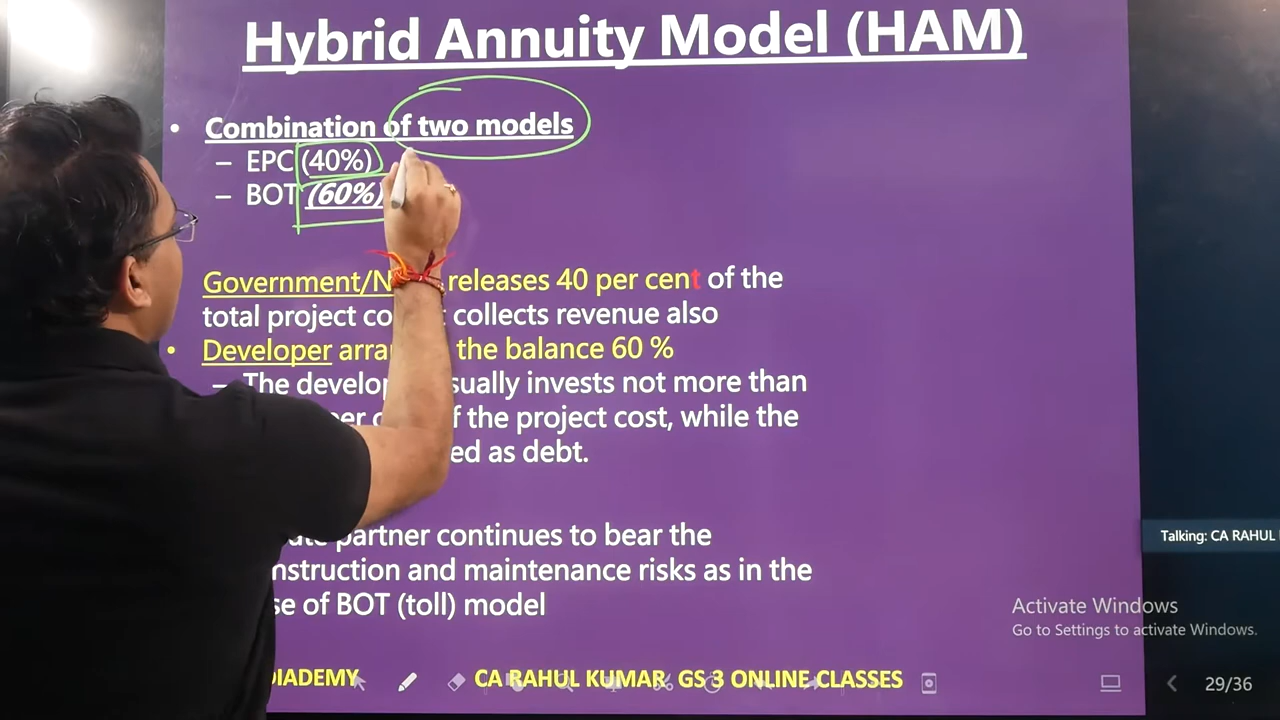 Hybrid Annuity Model (HAM)
• Combination of two models
– EPC (40%)
– BOT (60%)
Government/N releases 40 per cent of the
total project co collects revenue also
• Developer arra the balance 60 %
– The develop sually invests not more than
er of the project cost, while the
ed as debt.
partner continues to bear the
nstruction and maintenance risks as in the
se of BOT (toll) model
DIADEMY
CA RAHUL KUMAR GS 3 ONLINE CLASSES
Talking: CA RAHUL
Activate Windows
Go to Settings to activate Windows.
29/36